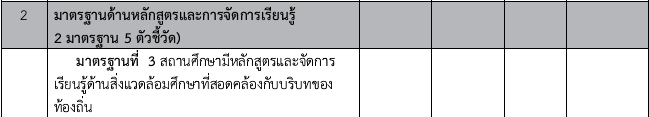 2 มาตรฐานด้านหลักสูตรและการจัดการเรียนรู้
2 มาตรฐาน 5 ตัวชี้วัด)
มาตรฐานที่ 3 สถานศึกษามีหลักสูตรและจัดการ
เรียนรู้ด้านสิ่งแวดล้อมศึกษาที่สอดคล้องกับบริบทของ
ท้องถิ่น